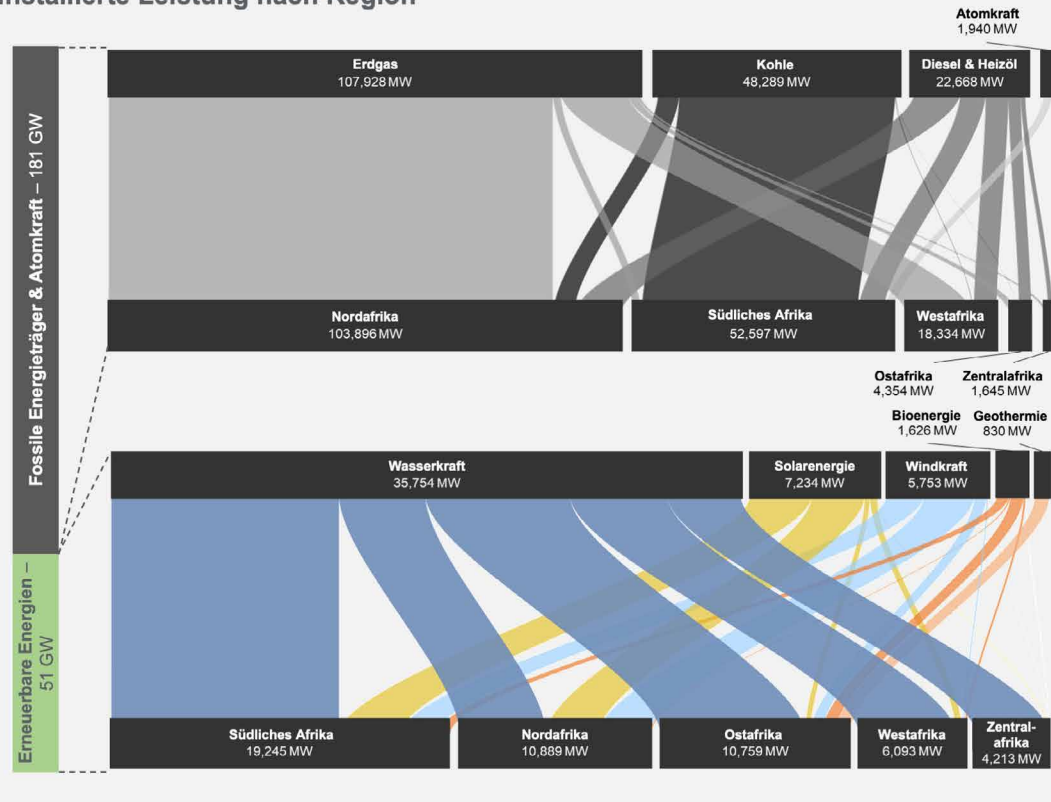 Installierte Leistung nach Region
Atomkraft
1,940 MW
Erdgas
107,928 MW
Kohle
48,289 MW
Diesel & Heizöl
22,668 MW
Fossile Energieträger & Atomkraft – 181 GW
Nordafrika
103,896 MW
Südliches Afrika
52,597 MW
Westafrika
18,334 MW
Ostafrika
4,354 MW
Zentralafrika
1,645 MW
Bioenergie
1,626 MW
Geothermie
830 MW
Wasserkraft
35,754 MW
Solarenergie
7,234 MW
Windkraft
5,753 MW
Erneuerbare Energien –
51 GW
Südliches Afrika
19,245 MW
Nordafrika
10,889 MW
Ostafrika
10,759 MW
Westafrika
6,093 MW
Zentral-
afrika
4,213 MW